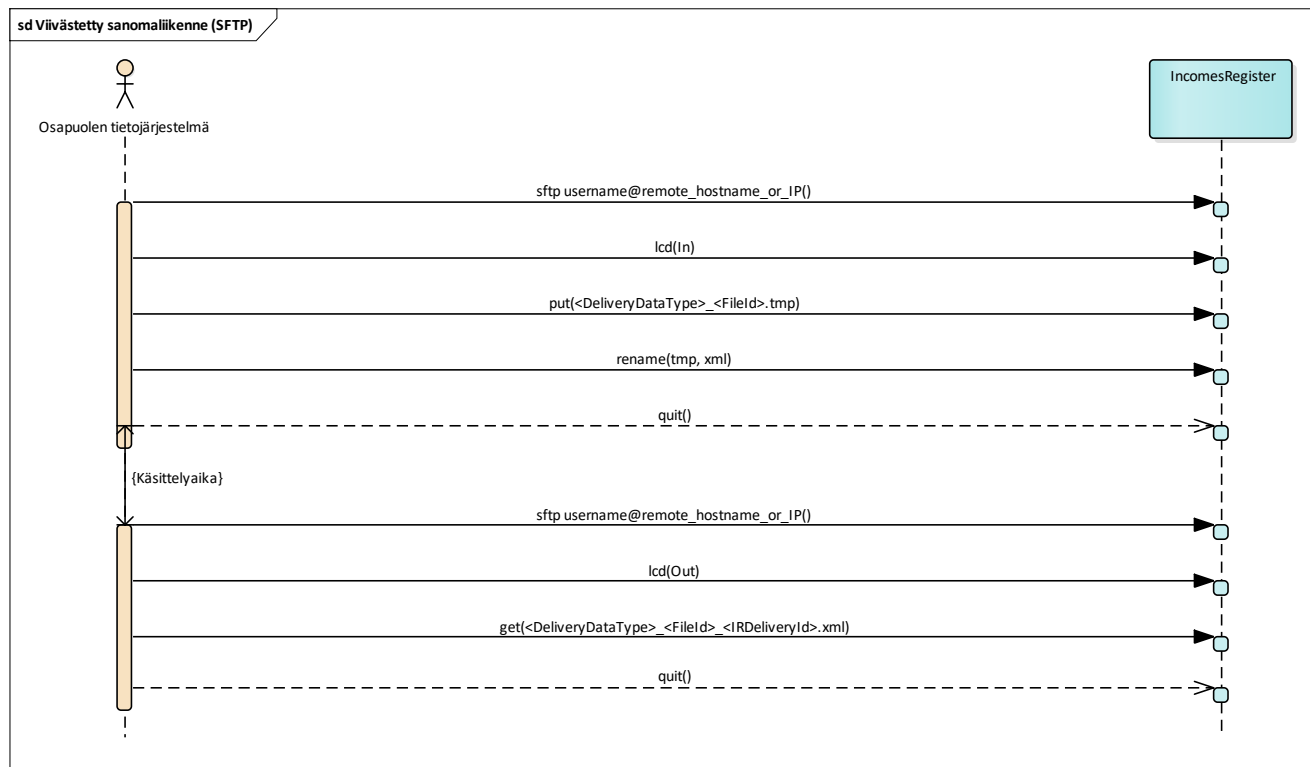 sd Viivästetty sanomaliikenne (SFTP)
Osapuolen tietojärjestelmä
IncomesRegister
sftp username@remote_hostname_or_IP()
lcd(In)
put(<DeliveryDataType>_<FileId>.tmp)
rename(tmp, xml)
quit()
{Käsittelyaika}
sftp username@remote_hostname_or_IP()
lcd(Out)
get(<DeliveryDataType>_<FileId>_<IRDeliveryId>.xml)
quit()